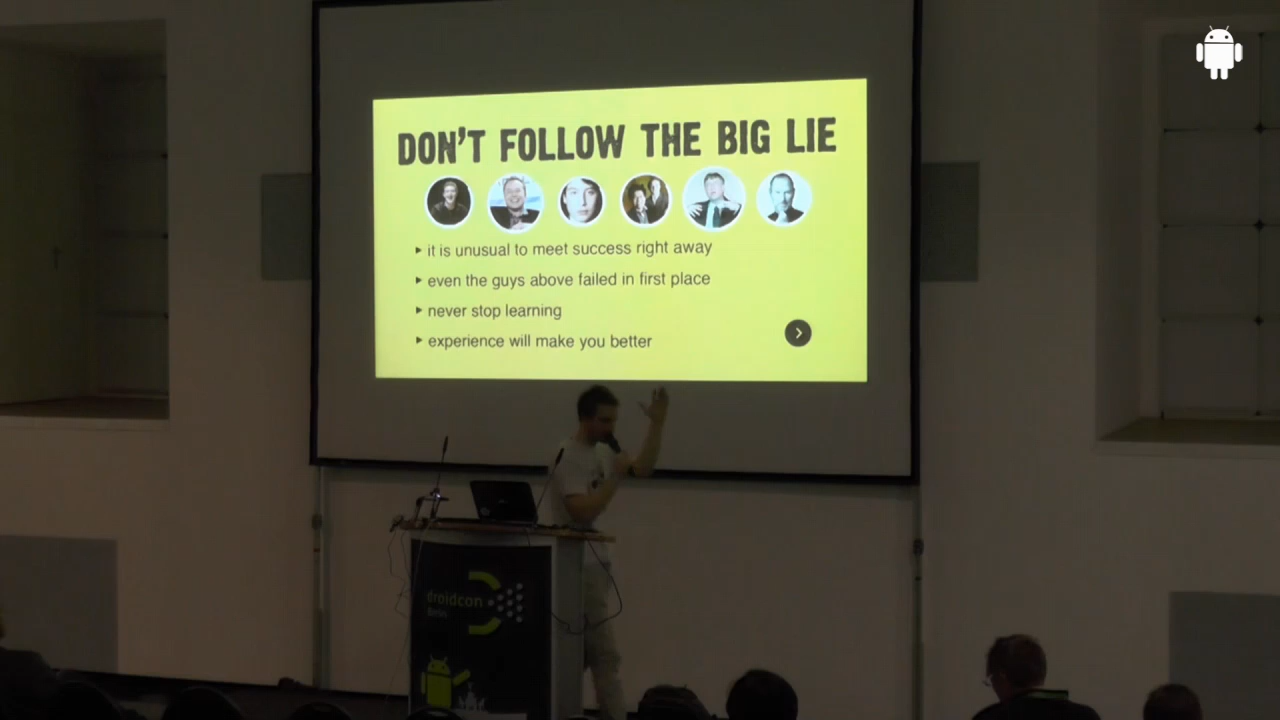 DON'T FOLLOW THE BIG LIE
it is unusual to meet success right away
even the guys above failed in first place
never stop learning
experience will make you better
droidcon
Berlin